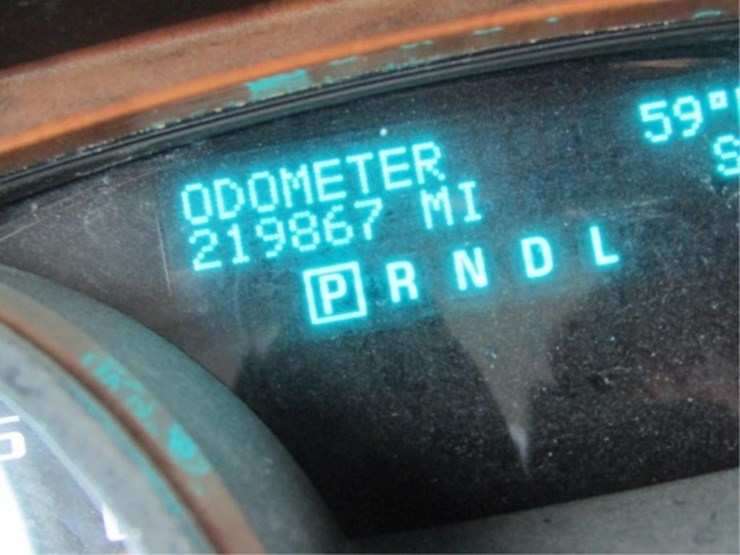 59°
S
ODOMETER
219867 MI
P R N D L